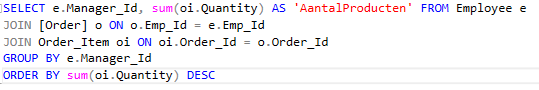 SELECT e.Manager_Id, sum(oi.Quantity) AS 'AantalProducten' FROM Employee e
JOIN [Order] o ON o.Emp_Id = e.Emp_Id
JOIN Order_Item oi ON oi.Order_Id = o.Order_Id
GROUP BY e.Manager_Id
ORDER BY sum(oi.Quantity) DESC